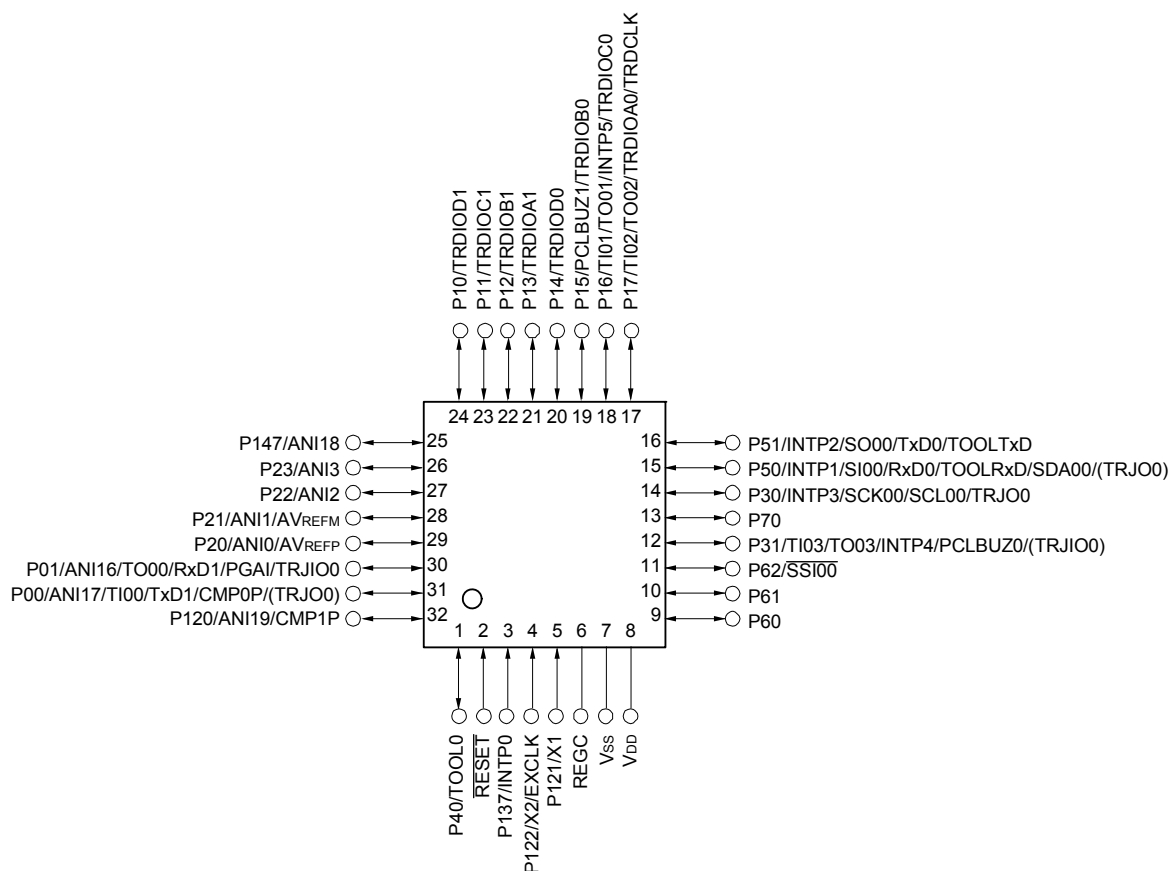 P10/TRDIOD1
P11/TRDIOC1
P12/TRDIOB1
P13/TRDIOA1
P14/TRDIOD0
P15/PCLBUZ1/TRDIOB0
P16/TI01/TO01/INTP5/TRDIOC0
P17/TI02/TO02/TRDIOA0/TRDCLK
24 23 22 21 20 19 18 17
P147/ANI18 25
P23/ANI3 26
P22/ANI2 27
P21/ANI1/AVREFM 28
P20/ANI0/AVREFP 29
P01/ANI16/TO00/RxD1/PGAI/TRJIO0 30
P00/ANI17/TI00/TxD1/CMP0P/(TRJO0) 31
P120/ANI19/CMP1P 32
16 P51/INTP2/SO00/TxD0/TOOLTxD
15 P50/INTP1/SI00/RxD0/TOOLRxD/SDA00/(TRJO0)
14 P30/INTP3/SCK00/SCL00/TRJO0
13 P70
12 P31/TI03/TO03/INTP4/PCLBUZ0/(TRJIO0)
11 P62/SSI00
10 P61
9 P60
1 2 3 4 5 6 7 8
P40/TOOL0
RESET
P137/INTP0
P122/X2/EXCLK
P121/X1
REGC
VSS
VDD